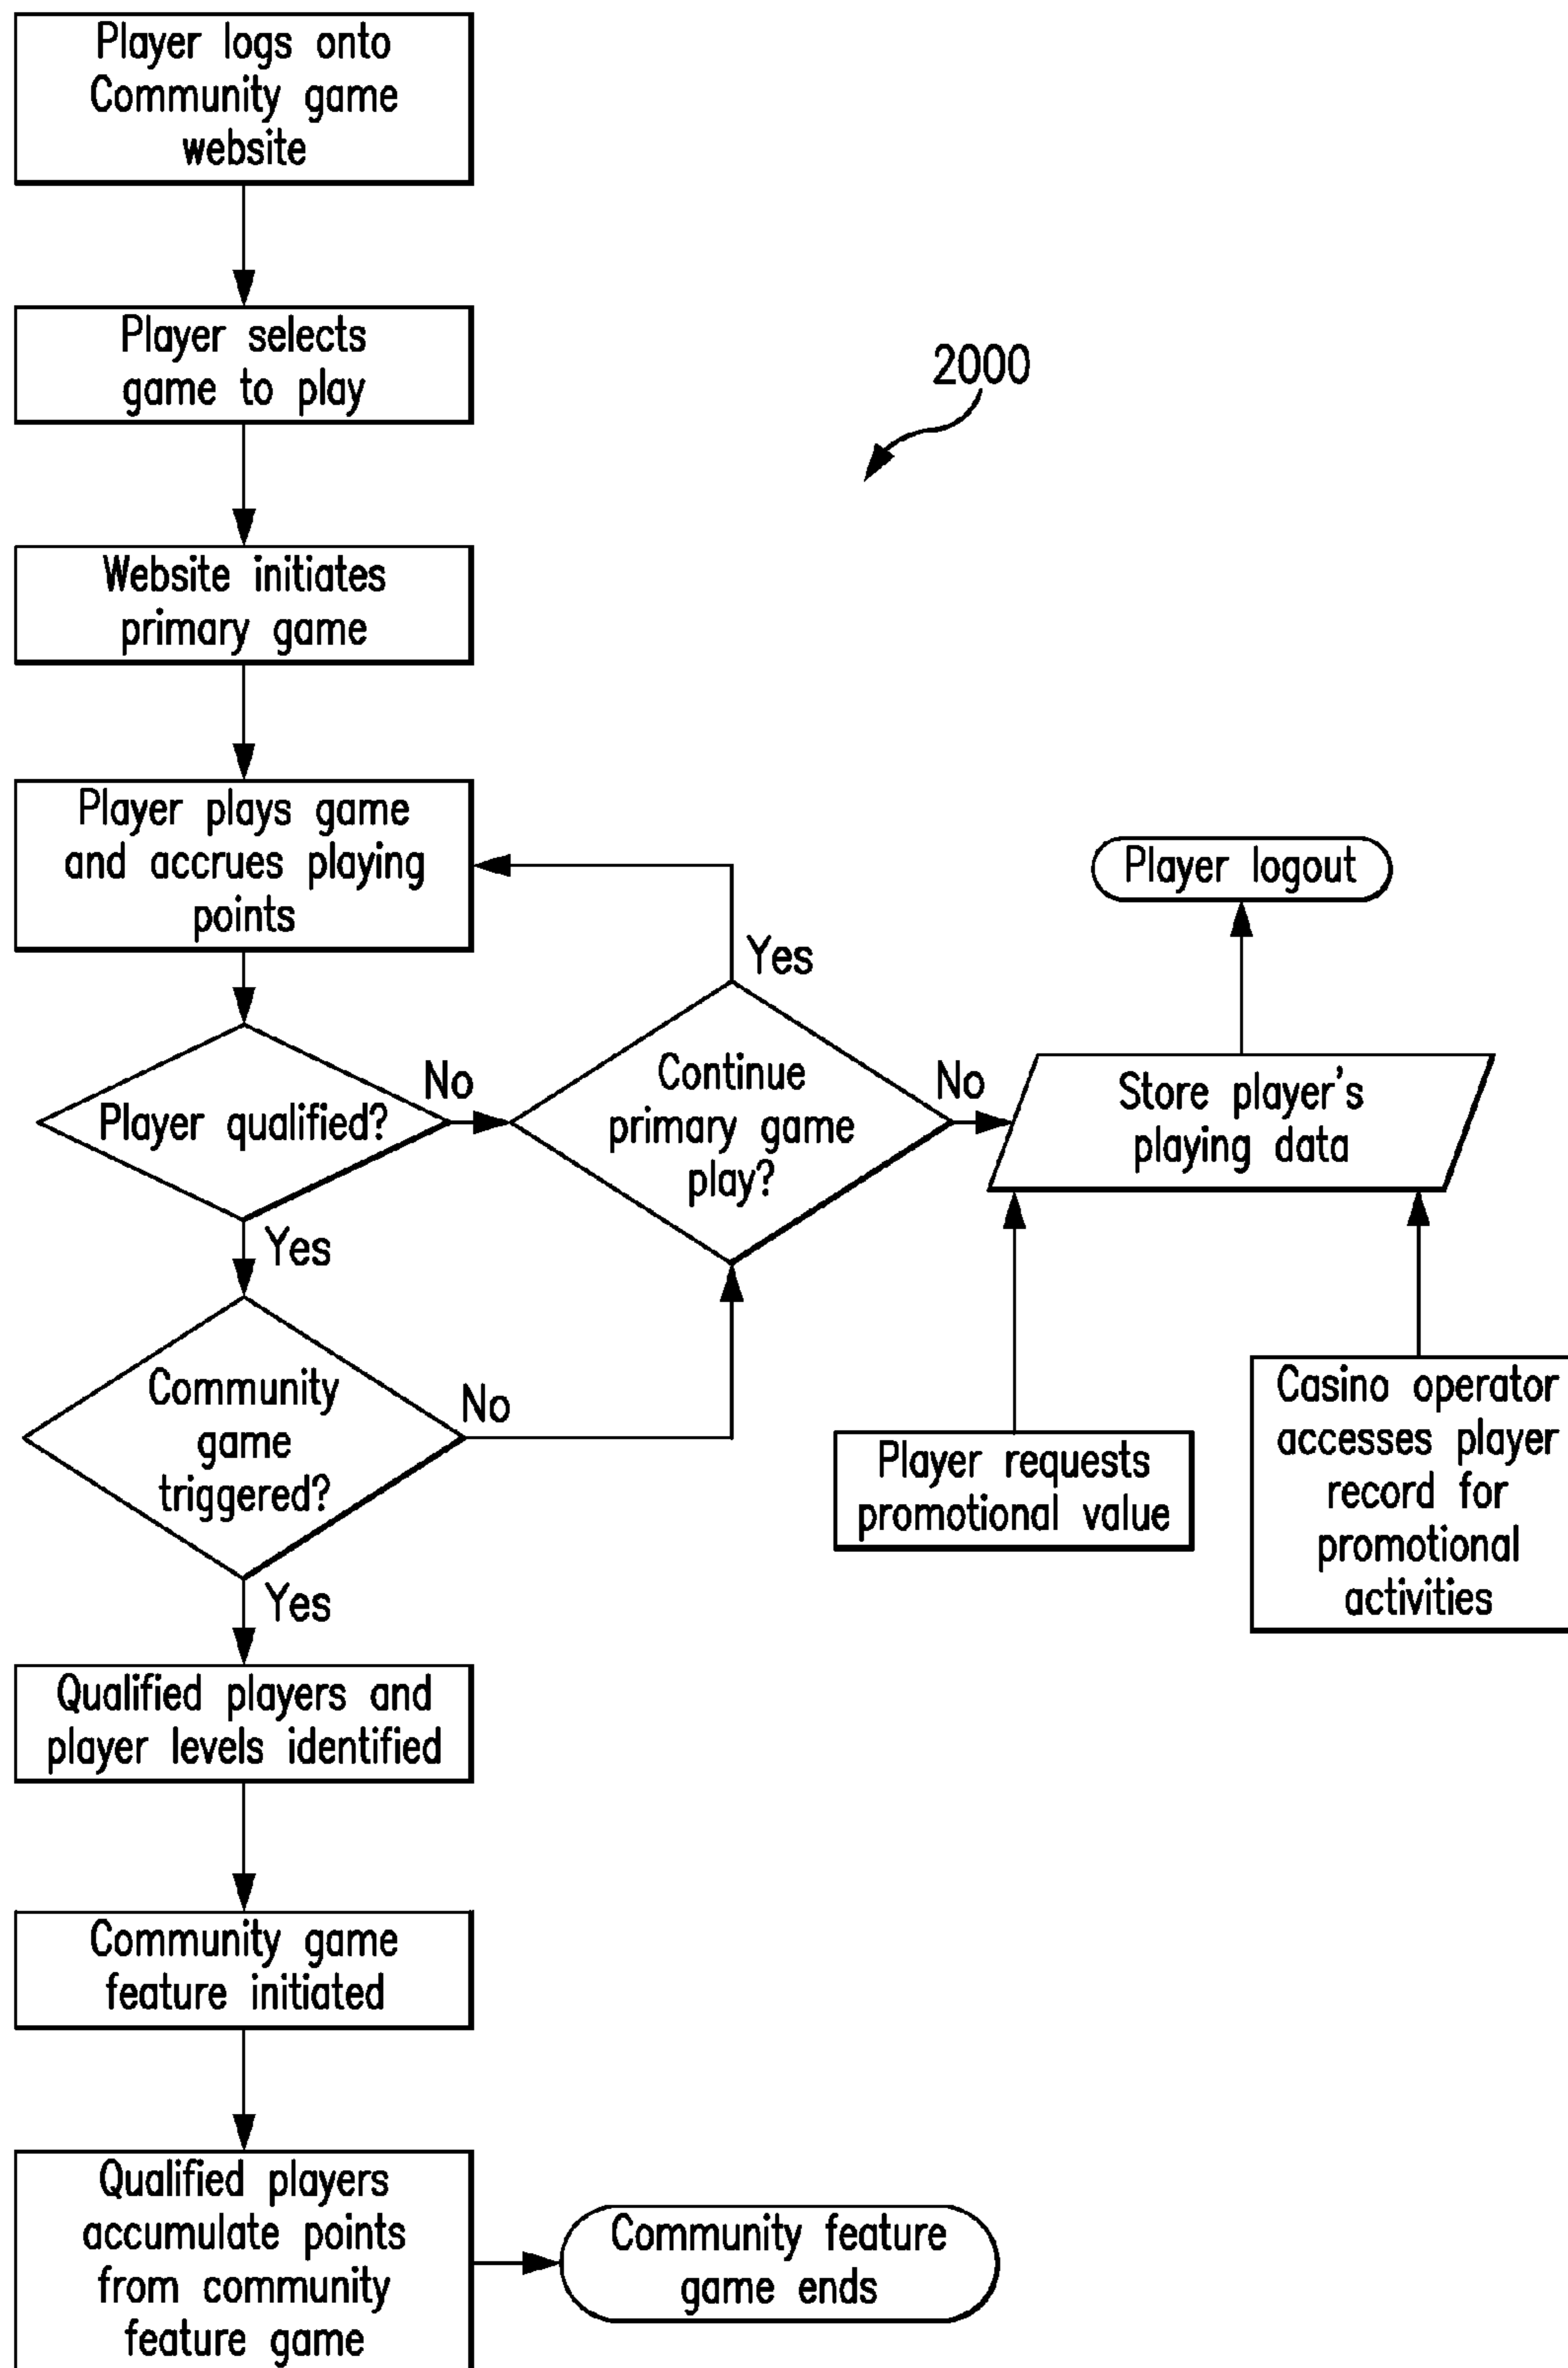 Player logs onto
Community game
website
Player selects
game to play
2000
Website initiates
primary game
Player plays game
and accrues playing
points
Player logout
Yes
Player qualified?
No
Continue
primary game
play?
No
Store player's
playing data
Yes
Community
game
triggered?
No
Player requests
promotional value
Casino operator
accesses player
record for
promotional
activities
Yes
Qualified players and
player levels identified
Community game
feature initiated
Qualified players
accumulate points
from community
feature game
Community feature
game ends